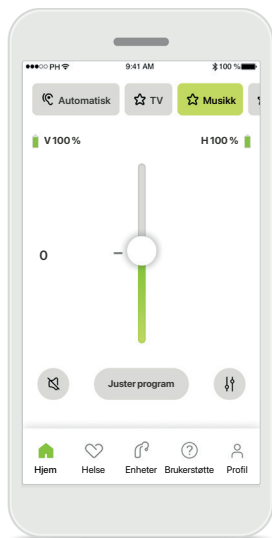 ●●●○○ PH 9:41 AM 100 %
Automatisk TV Musikk
V 100 % H 100 %
0
Juster program
Hjem Helse Enheter Brukerstøtte Profil